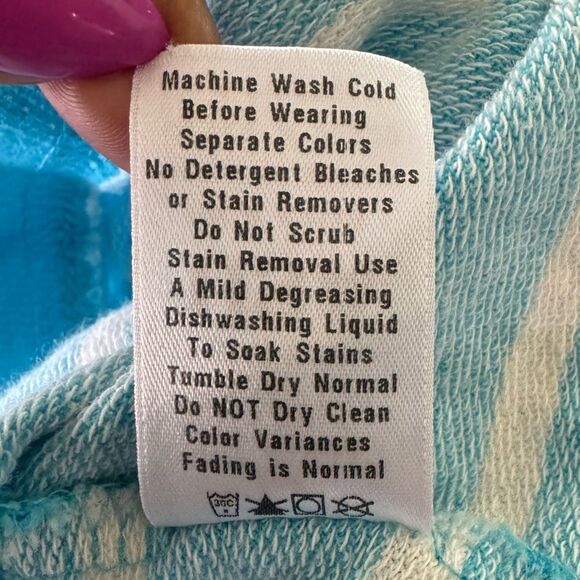 Machine Wash Cold
Before Wearing
Separate Colors
No Detergent Bleaches
or Stain Removers
Do Not Scrub
Stain Removal Use
A Mild Degreasing
Dishwashing Liquid
To Soak Stains
Tumble Dry Normal
Do NOT Dry Clean
Color Variances
Fading is Normal
30C